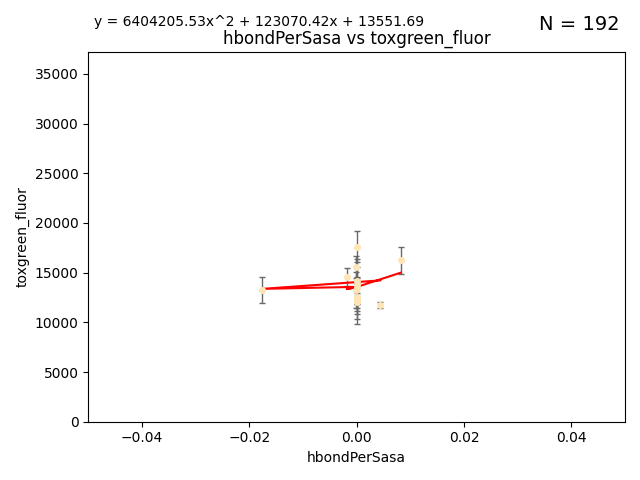 y = 6404205.53x^2 + 123070.42x + 13551.69
N = 192
hbondPerSasa vs toxgreen_fluor
35000
30000
25000
20000
15000
10000
5000
0
toxgreen_fluor
−0.04
−0.02
0.00
0.02
0.04
hbondPerSasa